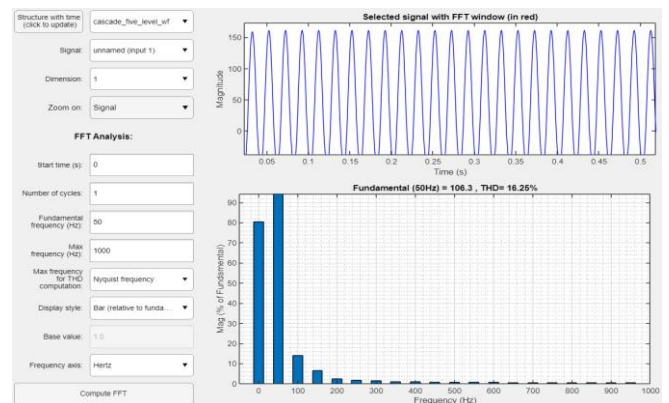 Structure with time
(click to update)
cascade_five_level_wf
Signal:
unnamed (input 1)
Dimension:
1
Zoom on:
Signal
FFT Analysis:
Start time (s):
0
Number of cycles:
1
Fundamental
frequency (Hz):
50
Max
frequency (Hz):
1000
Max frequency
for THD
computation:
Nyquist frequency
Display style:
Bar (relative to funda...
Base value:
1.0
Frequency axis:
Hertz
Compute FFT
Selected signal with FFT window (in red)
Magnitude
150
100
50
0
0.05 0.1 0.15 0.2 0.25 0.3 0.35 0.4 0.45 0.5
Time (s)
Fundamental (50Hz) = 106.3 , THD= 16.25%
Mag (% of Fundamental)
90
80
70
60
50
40
30
20
10
0
0 100 200 300 400 500 600 700 800 900 1000
Frequency (Hz)